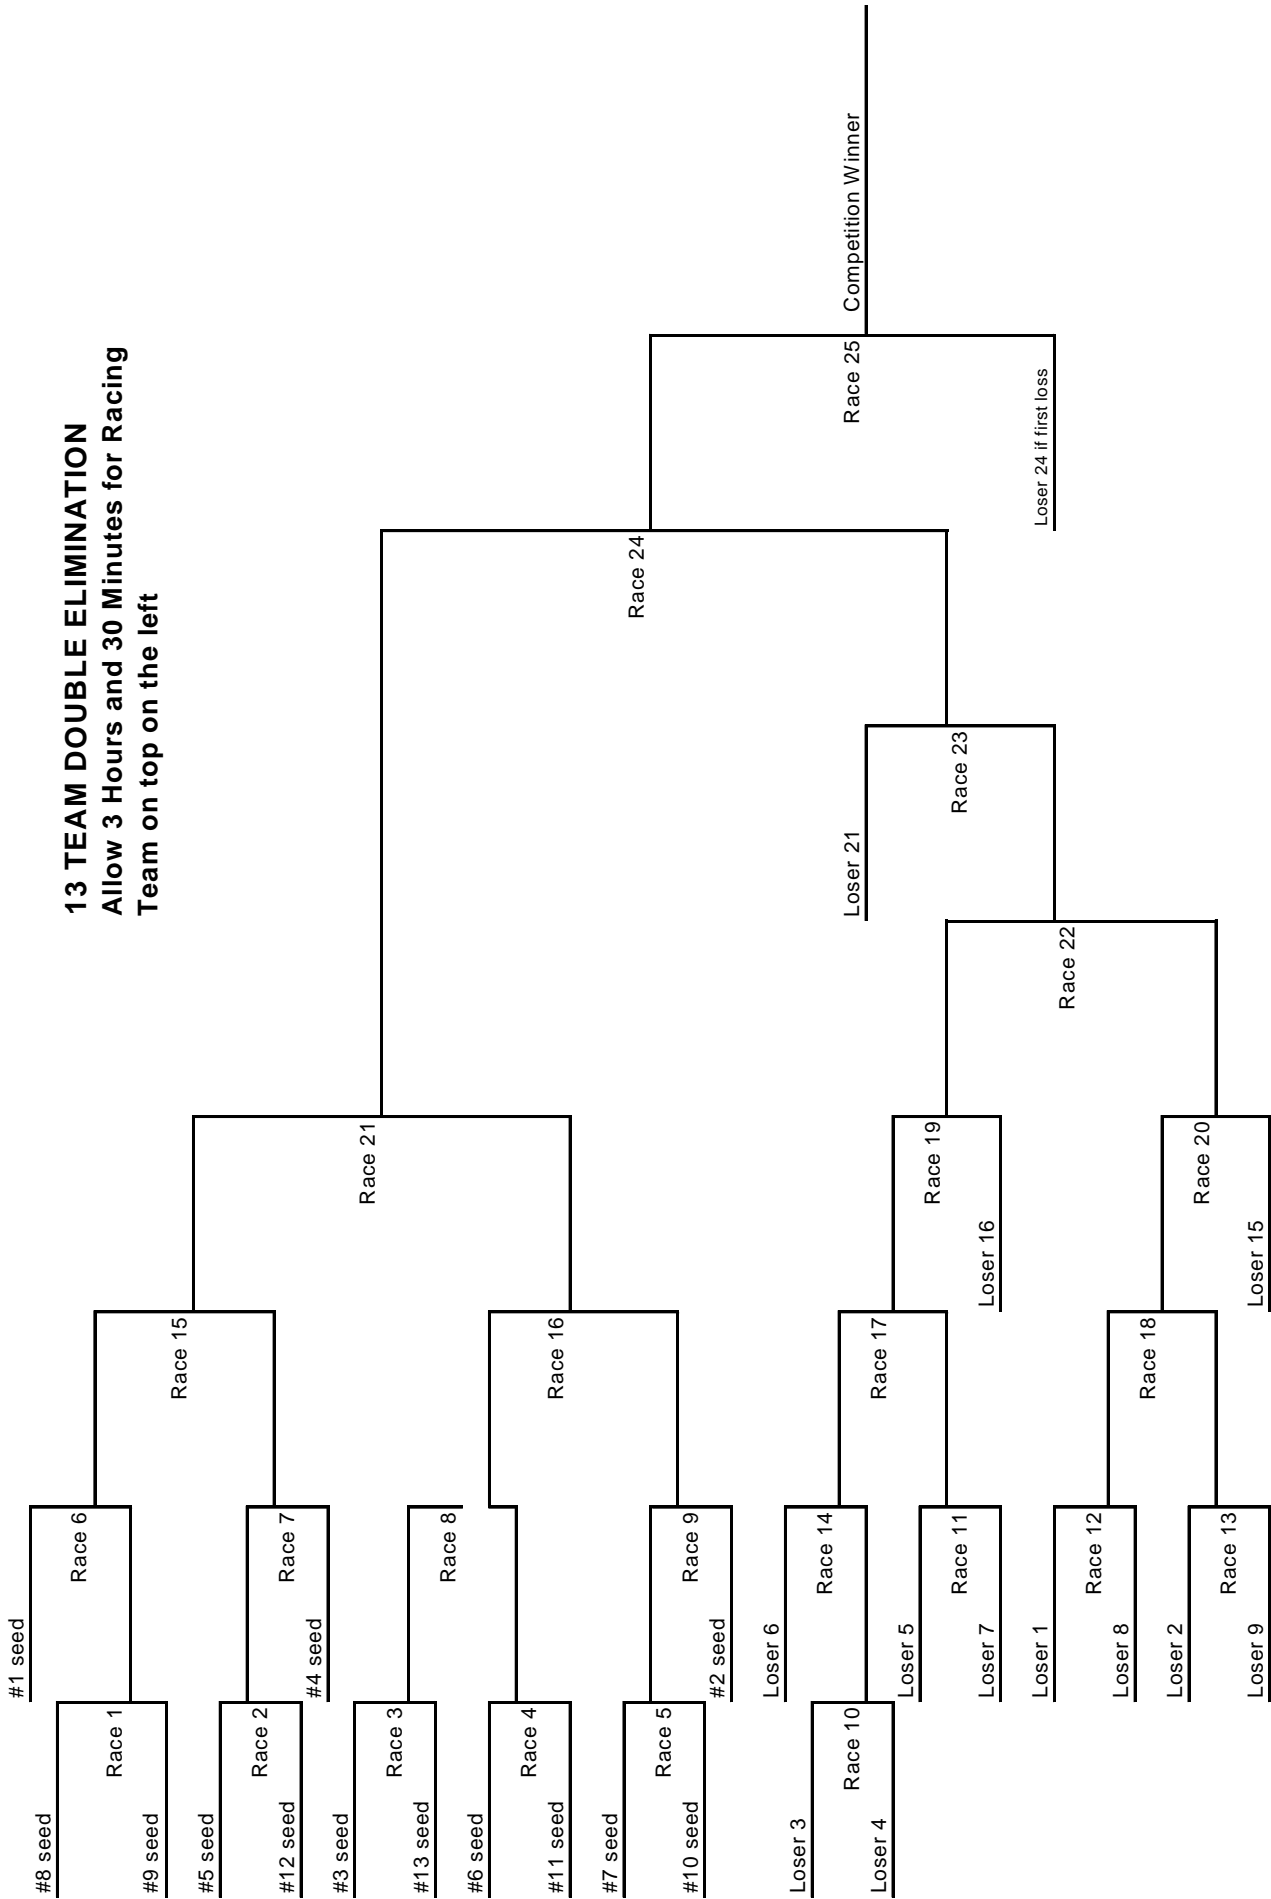 13 TEAM DOUBLE ELIMINATION
Allow 3 Hours and 30 Minutes for Racing
Team on top on the left
#8 seed
#9 seed
#5 seed
#12 seed
#3 seed
#13 seed
#6 seed
#11 seed
#7 seed
#10 seed
Loser 3
Loser 4
Race 1
Race 2
Race 3
Race 4
Race 5
Race 10
#1 seed
#4 seed
#2 seed
Loser 6
Loser 5
Loser 7
Loser 1
Loser 8
Loser 2
Loser 9
Race 6
Race 7
Race 8
Race 9
Race 14
Race 11
Race 12
Race 13
Race 15
Race 16
Race 17
Race 18
Loser 16
Loser 15
Race 21
Race 19
Race 20
Race 22
Loser 21
Race 23
Race 24
Loser 24 if first loss
Race 25
Competition Winner